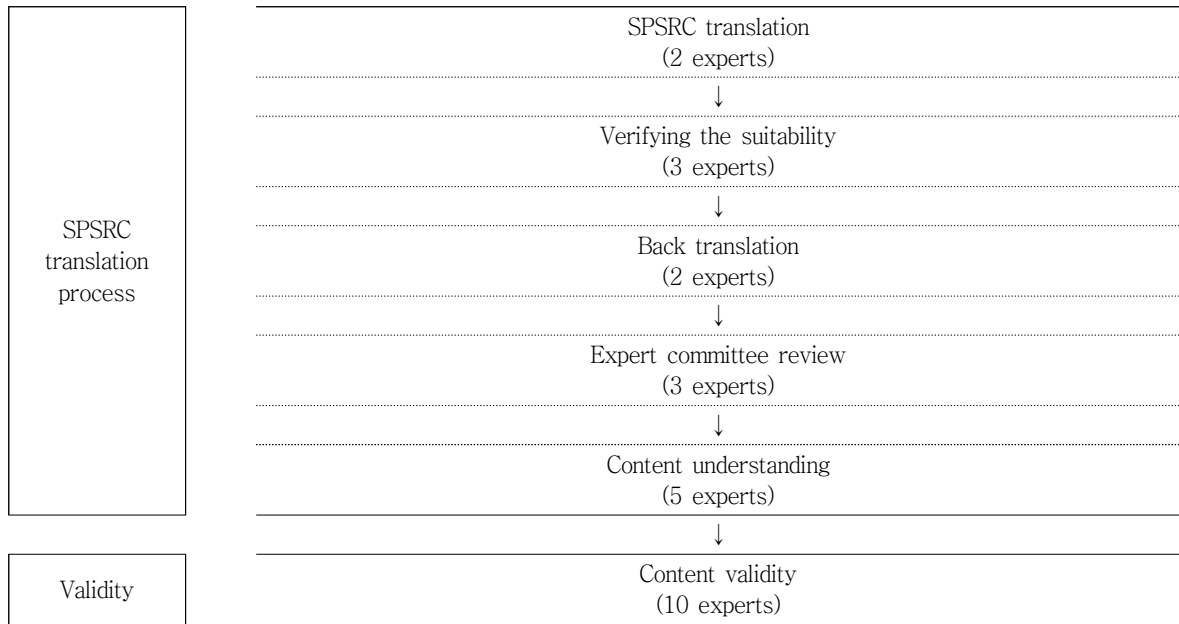 SPSRC
translation
process
SPSRC translation
(2 experts)
↓
Verifying the suitability
(3 experts)
↓
Back translation
(2 experts)
↓
Expert committee review
(3 experts)
↓
Content understanding
(5 experts)
↓
Validity
Content validity
(10 experts)